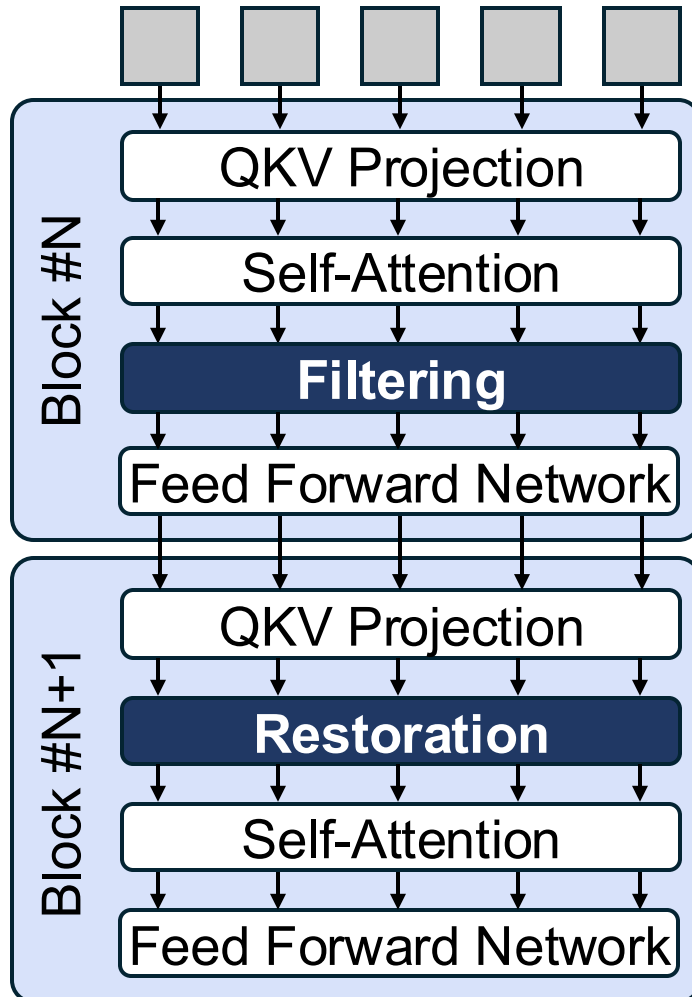 Block #N
QKV Projection
Self-Attention
Filtering
Feed Forward Network
Block #N+1
QKV Projection
Restoration
Self-Attention
Feed Forward Network